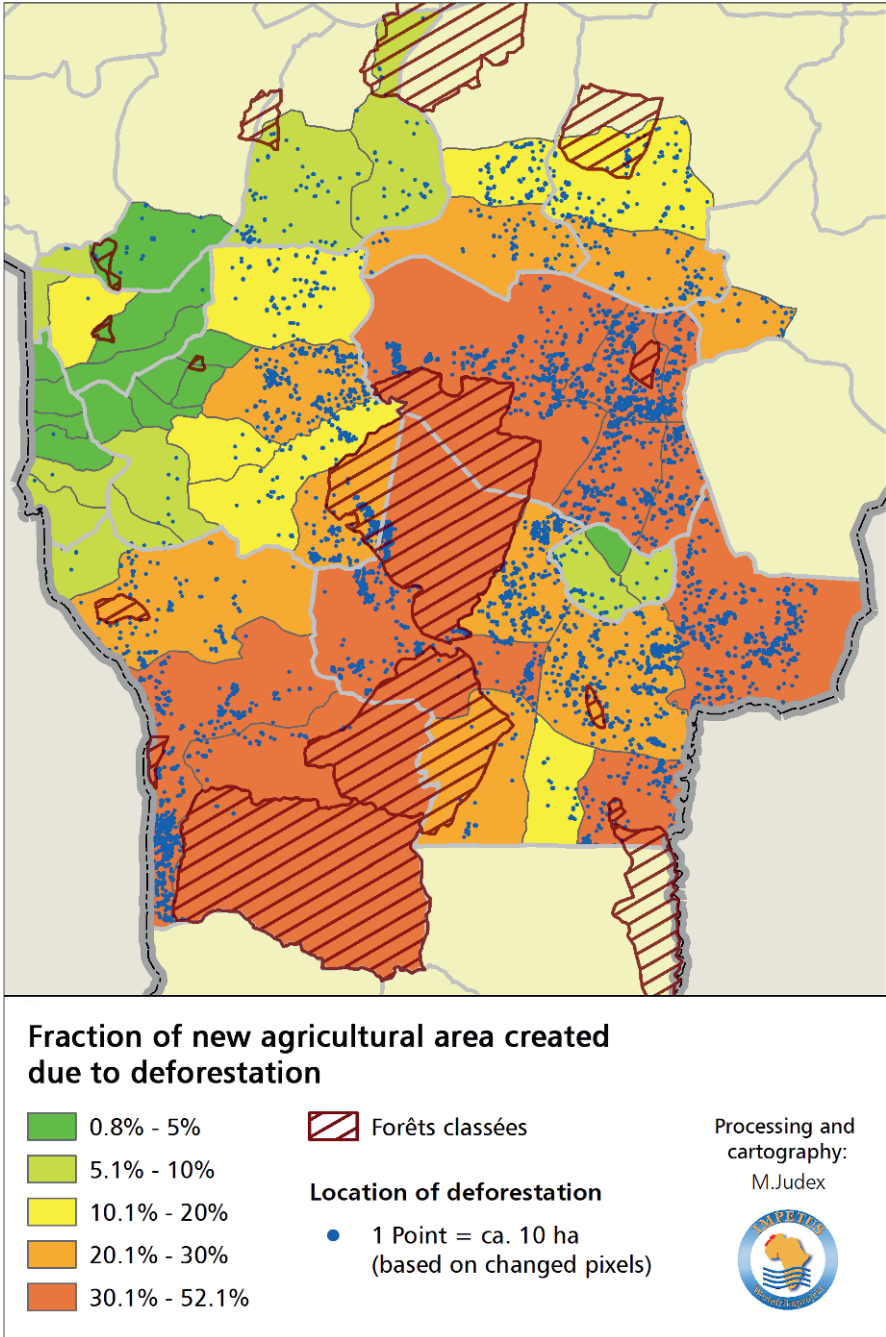 Fraction of new agricultural area created
due to deforestation
0.8% - 5%
5.1% - 10%
10.1% - 20%
20.1% - 30%
30.1% - 52.1%
Forêts classées
Location of deforestation
1 Point = ca. 10 ha
(based on changed pixels)
Processing and
cartography:
M.Judex
IMPETUS